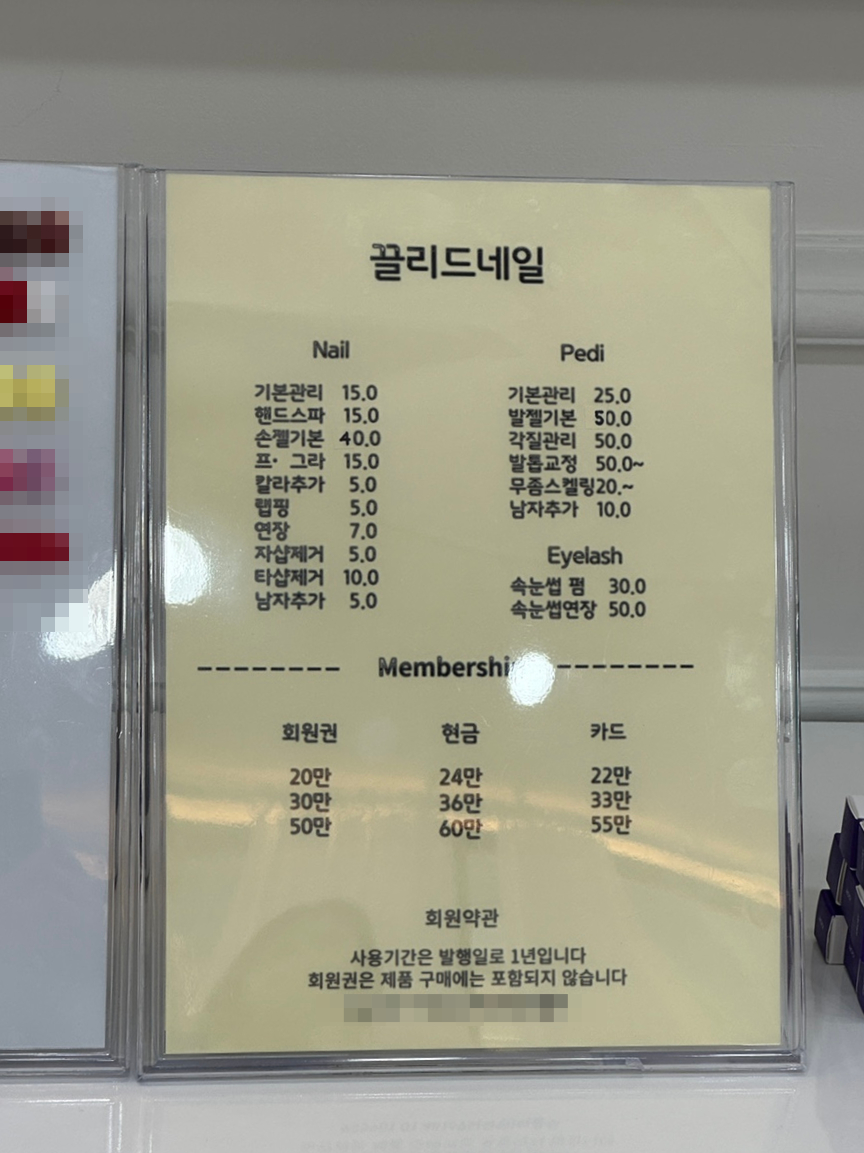 끌리드네일
Nail
기본관리 15.0
핸드스파 15.0
손젤기본 40.0
프· 그라 15.0
칼라추가 5.0
랩핑 5.0
연장 7.0
자샵제거 5.0
타샵제거 10.0
남자추가 5.0
Pedi
기본관리 25.0
발젤기본 50.0
각질관리 50.0
발톱교정 50.0~
무좀스켈링20.~
남자추가 10.0
Eyelash
속눈썹 펌 30.0
속눈썹연장 50.0
회원권 현금 카드
20만 24만 22만
30만 36만 33만
50만 60만 55만
회원약관
사용기간은 발행일로 1년입니다
회원권은 제품 구매에는 포함되지 않습니다